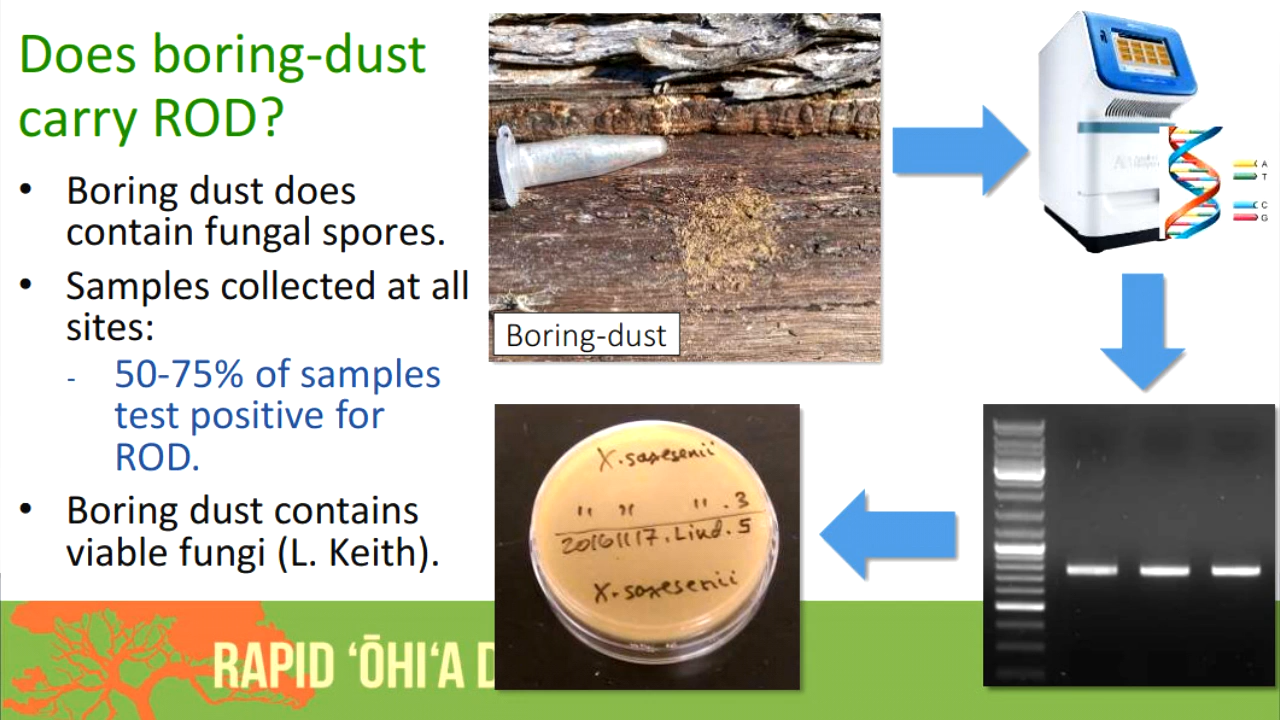 Does boring-dust
carry ROD?
• Boring dust does
contain fungal spores.
• Samples collected at all
sites:
- 50-75% of samples
test positive for
ROD.
• Boring dust contains
viable fungi (L. Keith).
Boring-dust
A
T
C
G
X. saxesenii
" " " . 3
20161117. Lind. 5
X. saxesenii
RAPID ʻŌHIʻA D